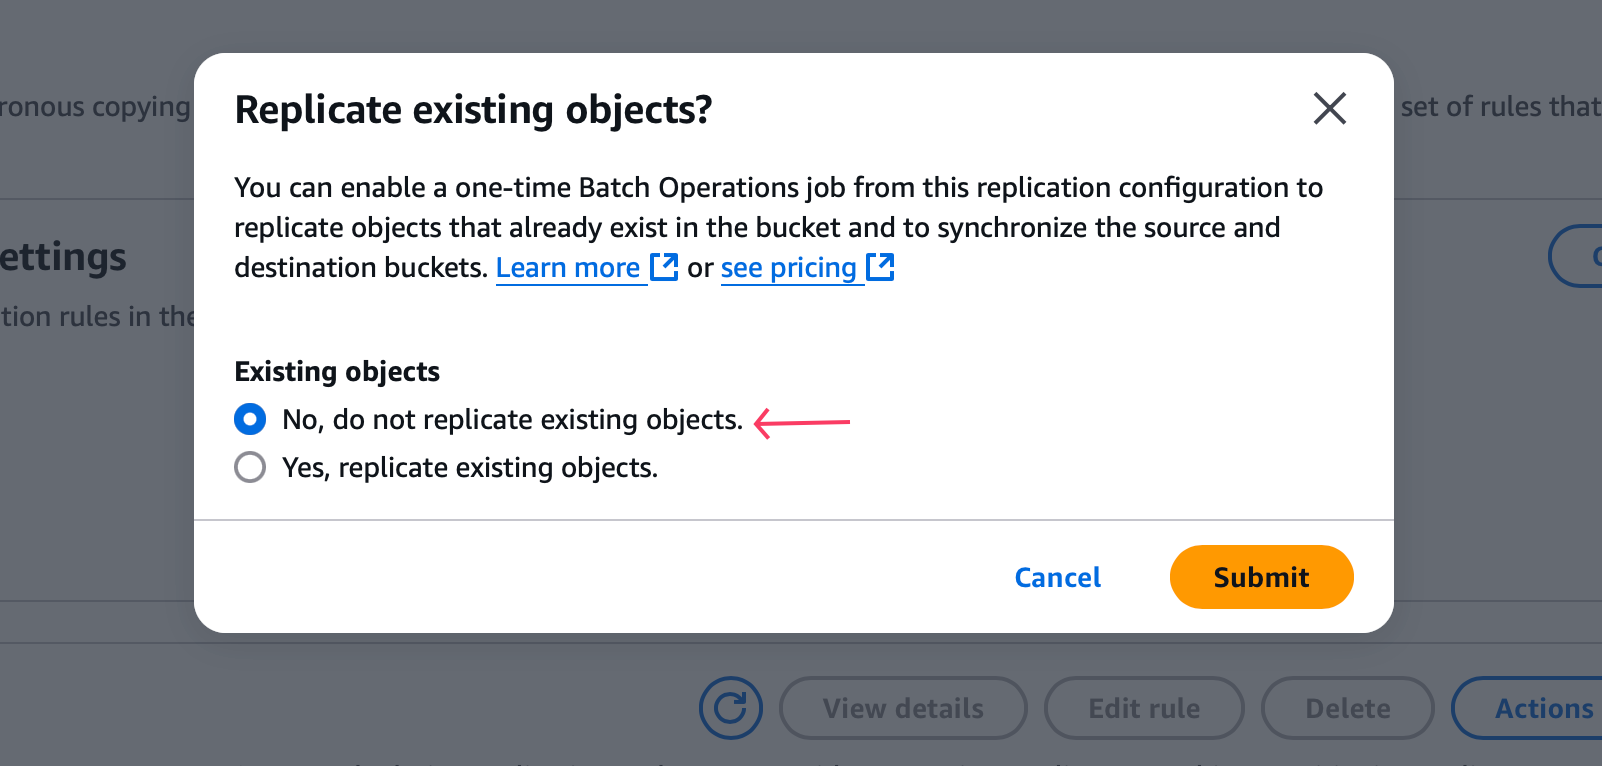 Replicate existing objects?
ronous copying
set of rules that
You can enable a one-time Batch Operations job from this replication configuration to
replicate objects that already exist in the bucket and to synchronize the source and
destination buckets. Learn more or see pricing
ettings
tion rules in the
Existing objects
No, do not replicate existing objects.
Yes, replicate existing objects.
Cancel
Submit
View details
Edit rule
Delete
Actions